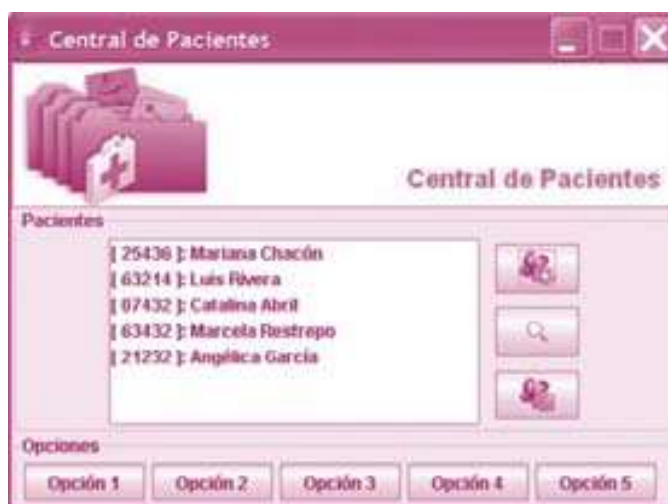 Central de Pacientes
Central de Pacientes
Pacientes
[ 25436 ]: Mariana Chacón
[ 63214 ]: Luis Rivera
[ 07432 ]: Catalina Abril
[ 63432 ]: Marcela Restrepo
[ 21232 ]: Angélica García
Opciones
Opción 1 Opción 2 Opción 3 Opción 4 Opción 5